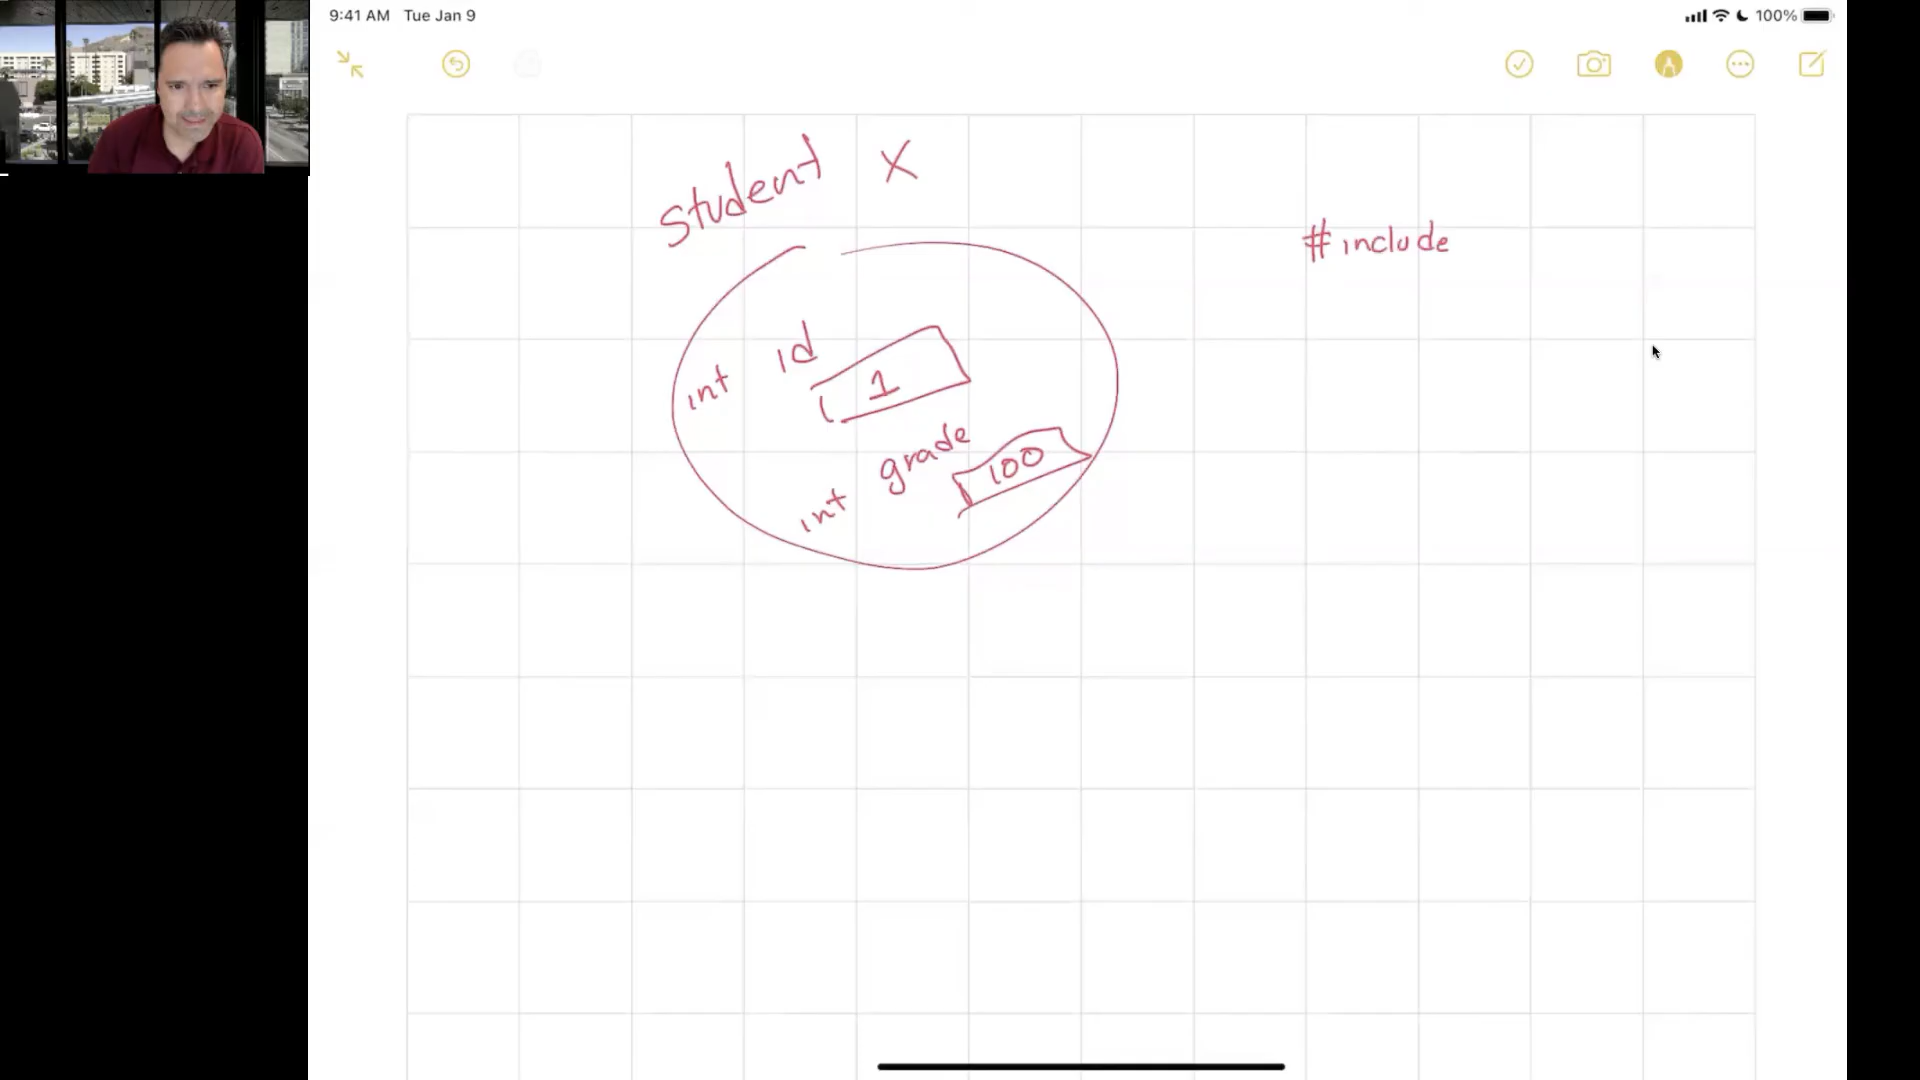 9:41 AM Tue Jan 9
100%
student X
#include
int id
1
int grade
100